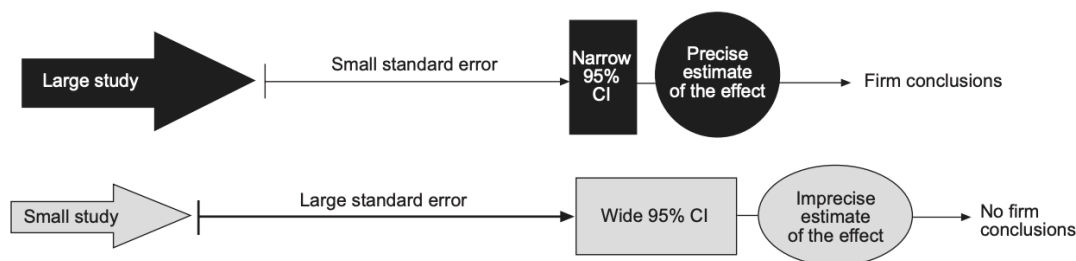 Large study
Small standard error
Narrow
95%
CI
Precise
estimate
of the effect
Firm conclusions
Small study
Large standard error
Wide 95% CI
Imprecise
estimate
of the effect
No firm
conclusions